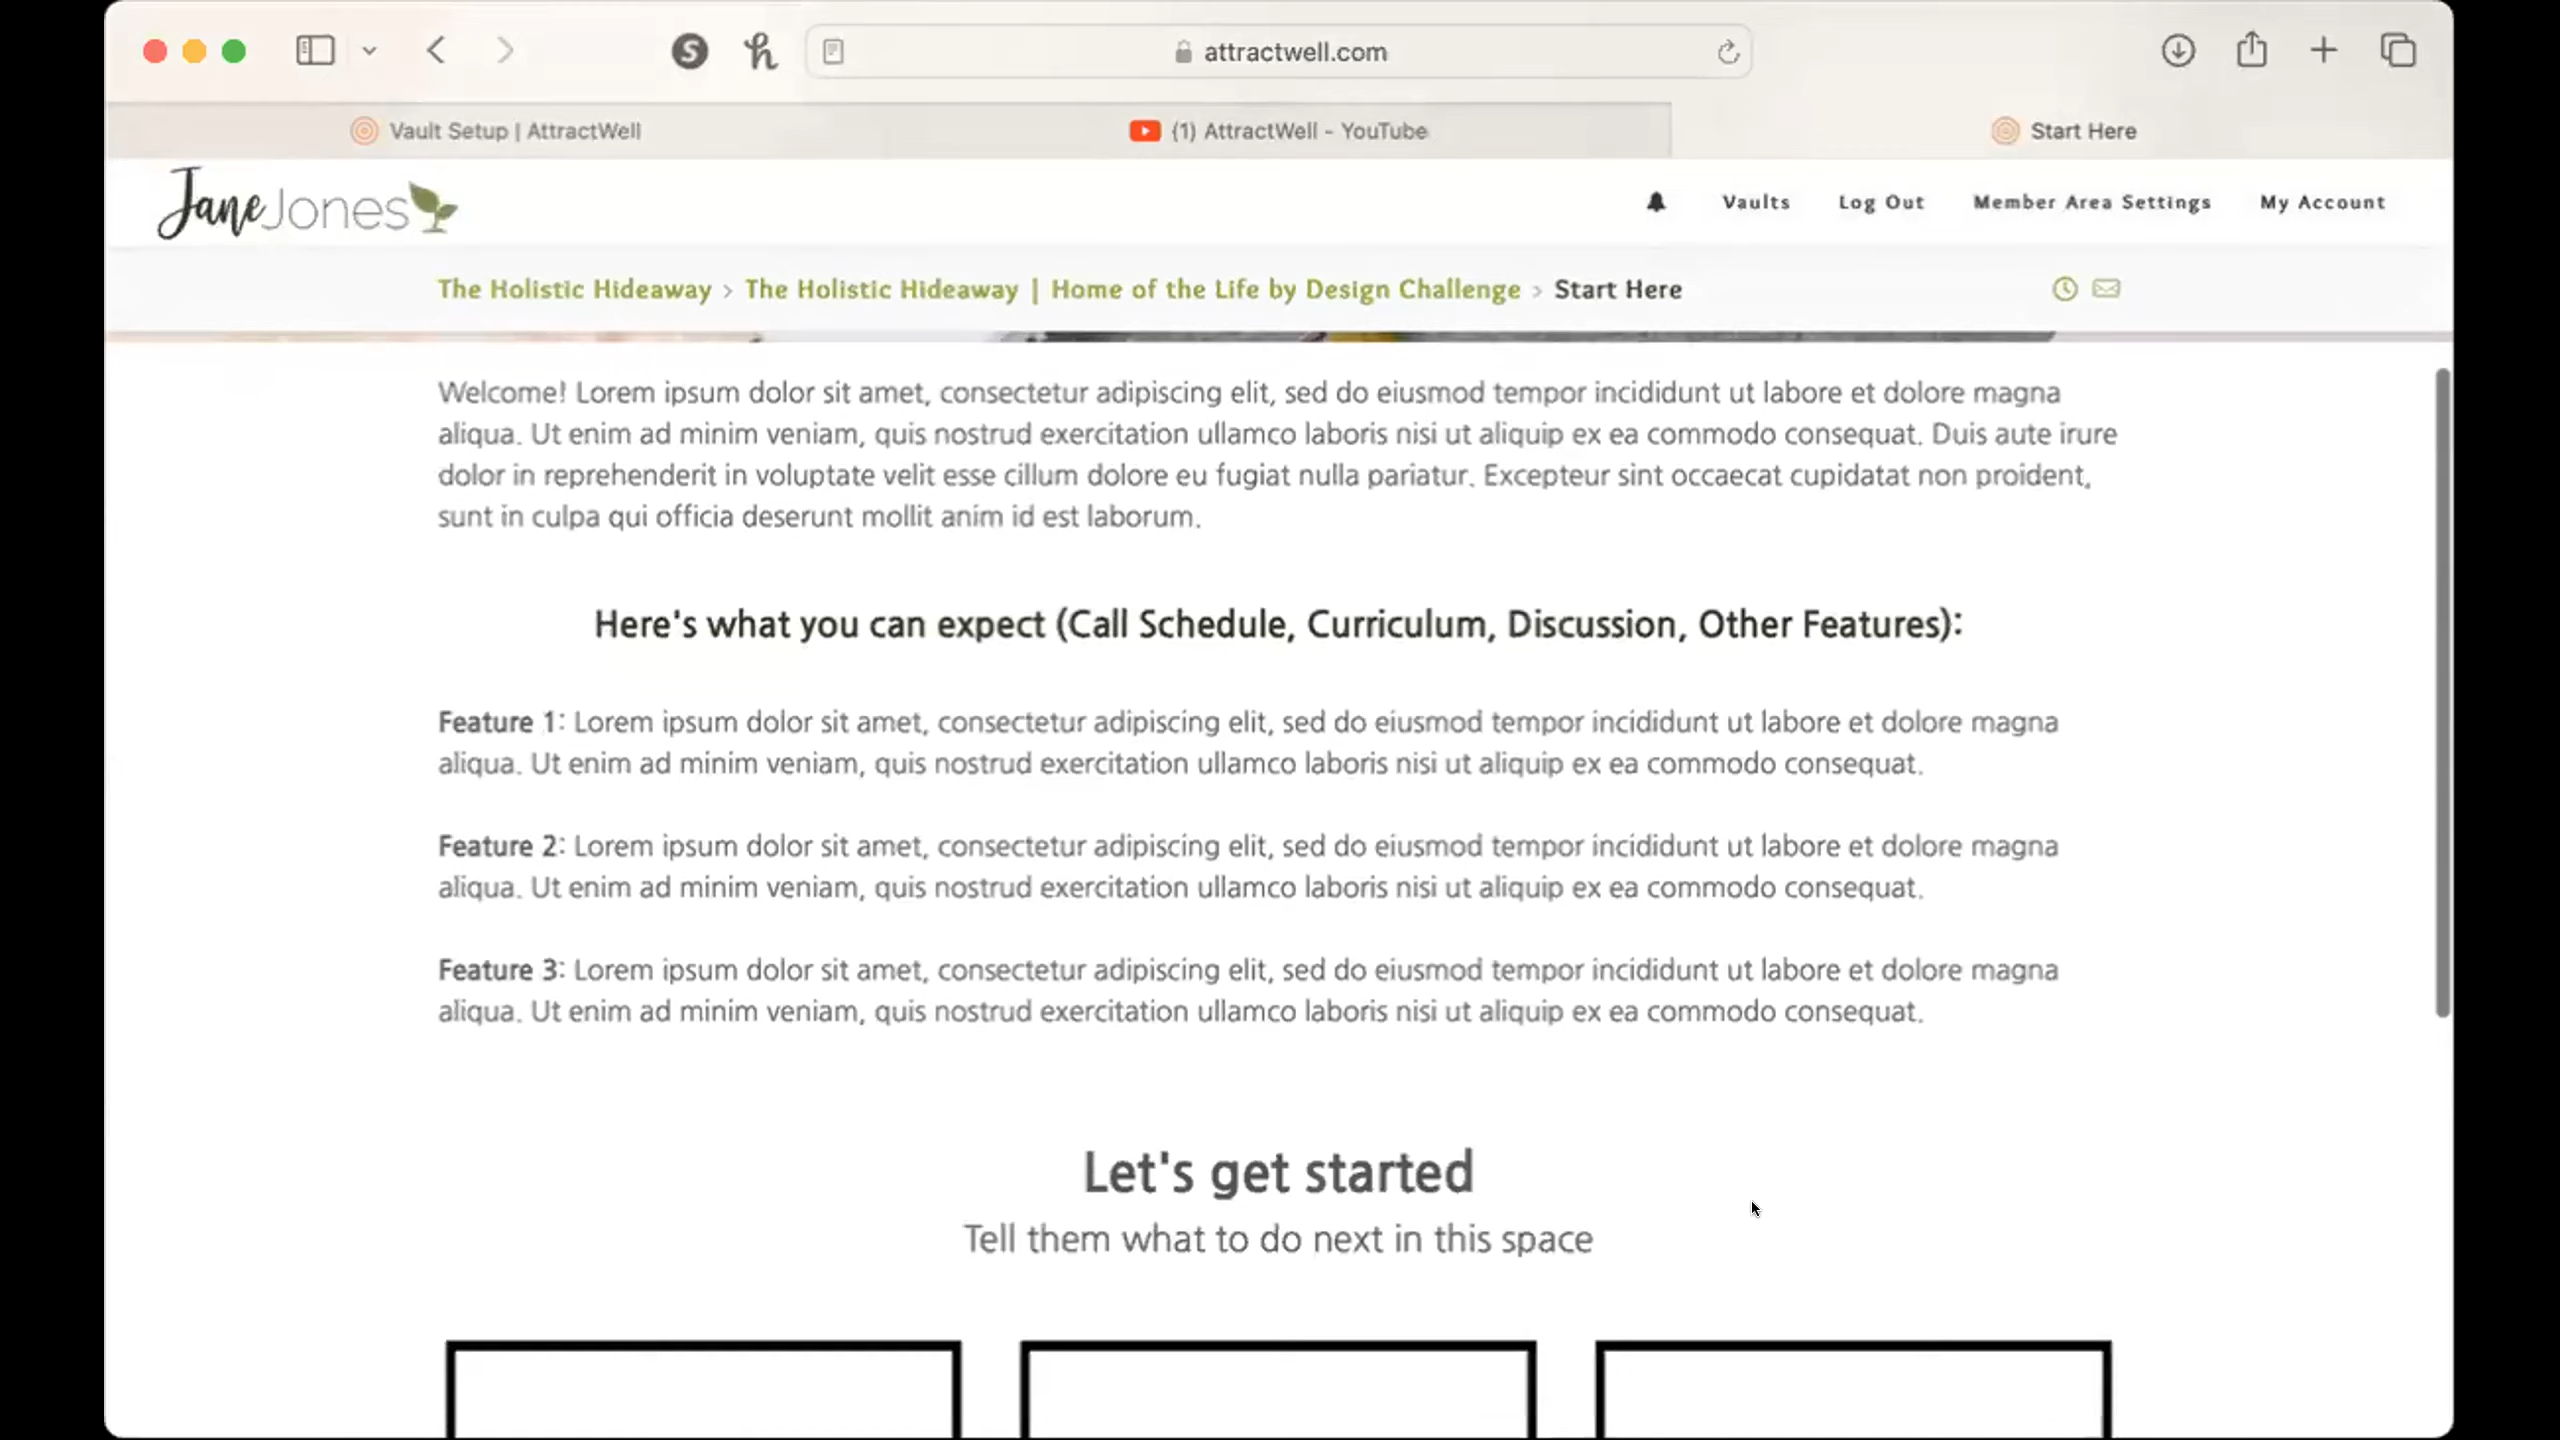 attractwell.com
Vault Setup | AttractWell
(1) AttractWell - YouTube
Start Here
Jane Jones
Vaults
Log Out
Member Area Settings
My Account
The Holistic Hideaway > The Holistic Hideaway | Home of the Life by Design Challenge > Start Here
Welcome! Lorem ipsum dolor sit amet, consectetur adipiscing elit, sed do eiusmod tempor incididunt ut labore et dolore magna
aliqua. Ut enim ad minim veniam, quis nostrud exercitation ullamco laboris nisi ut aliquip ex ea commodo consequat. Duis aute irure
dolor in reprehenderit in voluptate velit esse cillum dolore eu fugiat nulla pariatur. Excepteur sint occaecat cupidatat non proident,
sunt in culpa qui officia deserunt mollit anim id est laborum.
Here's what you can expect (Call Schedule, Curriculum, Discussion, Other Features):
Feature 1: Lorem ipsum dolor sit amet, consectetur adipiscing elit, sed do eiusmod tempor incididunt ut labore et dolore magna
aliqua. Ut enim ad minim veniam, quis nostrud exercitation ullamco laboris nisi ut aliquip ex ea commodo consequat.
Feature 2: Lorem ipsum dolor sit amet, consectetur adipiscing elit, sed do eiusmod tempor incididunt ut labore et dolore magna
aliqua. Ut enim ad minim veniam, quis nostrud exercitation ullamco laboris nisi ut aliquip ex ea commodo consequat.
Feature 3: Lorem ipsum dolor sit amet, consectetur adipiscing elit, sed do eiusmod tempor incididunt ut labore et dolore magna
aliqua. Ut enim ad minim veniam, quis nostrud exercitation ullamco laboris nisi ut aliquip ex ea commodo consequat.
Let's get started
Tell them what to do next in this space